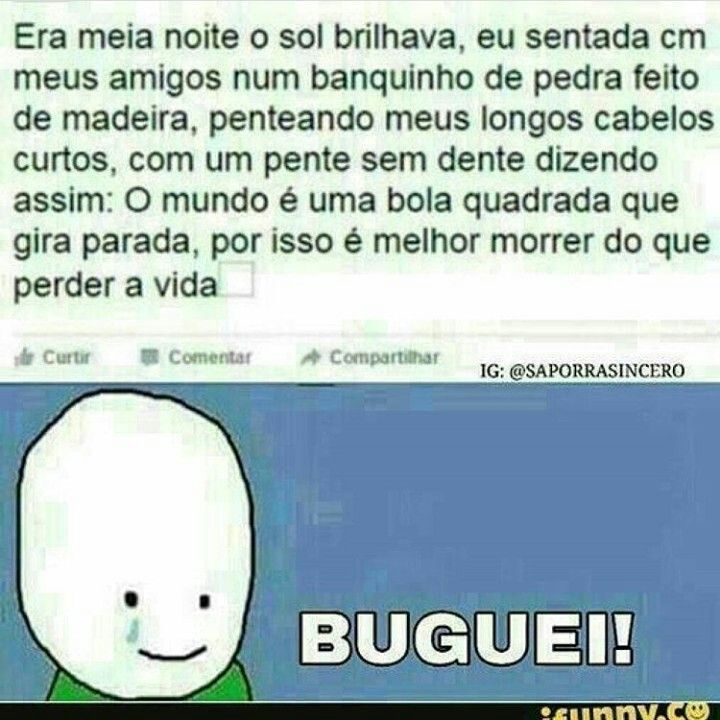 Era meia noite o sol brilhava, eu sentada cm
meus amigos num banquinho de pedra feito
de madeira, penteando meus longos cabelos
curtos, com um pente sem dente dizendo
assim: O mundo é uma bola quadrada que
gira parada, por isso é melhor morrer do que
perder a vida
Curtir Comentar Compartilhar
IG: @SAPORRASINCERO
BUGUEI!
ifunny.co